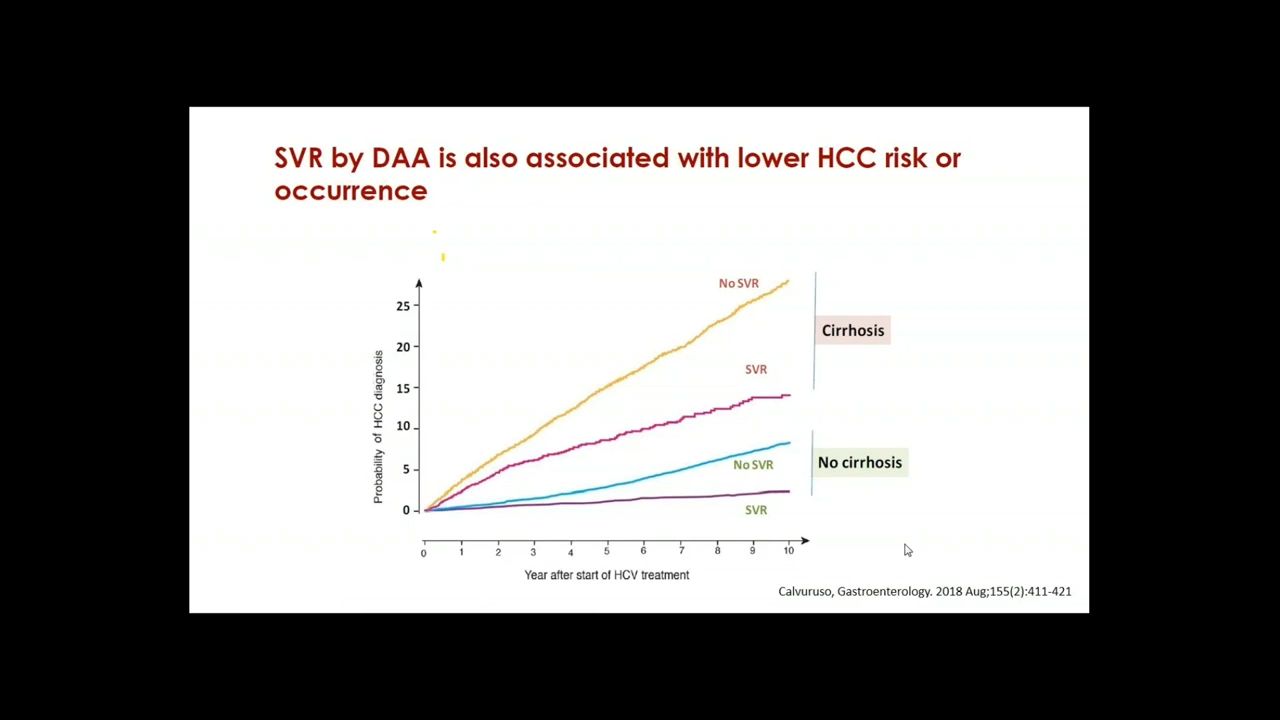 SVR by DAA is also associated with lower HCC risk or
occurrence
No SVR
25
Cirrhosis
20
SVR
15
10
No SVR
No cirrhosis
5
SVR
0
Probability of HCC diagnosis
0 1 2 3 4 5 6 7 8 9 10
Year after start of HCV treatment
Calvuruso, Gastroenterology. 2018 Aug;155(2):411-421